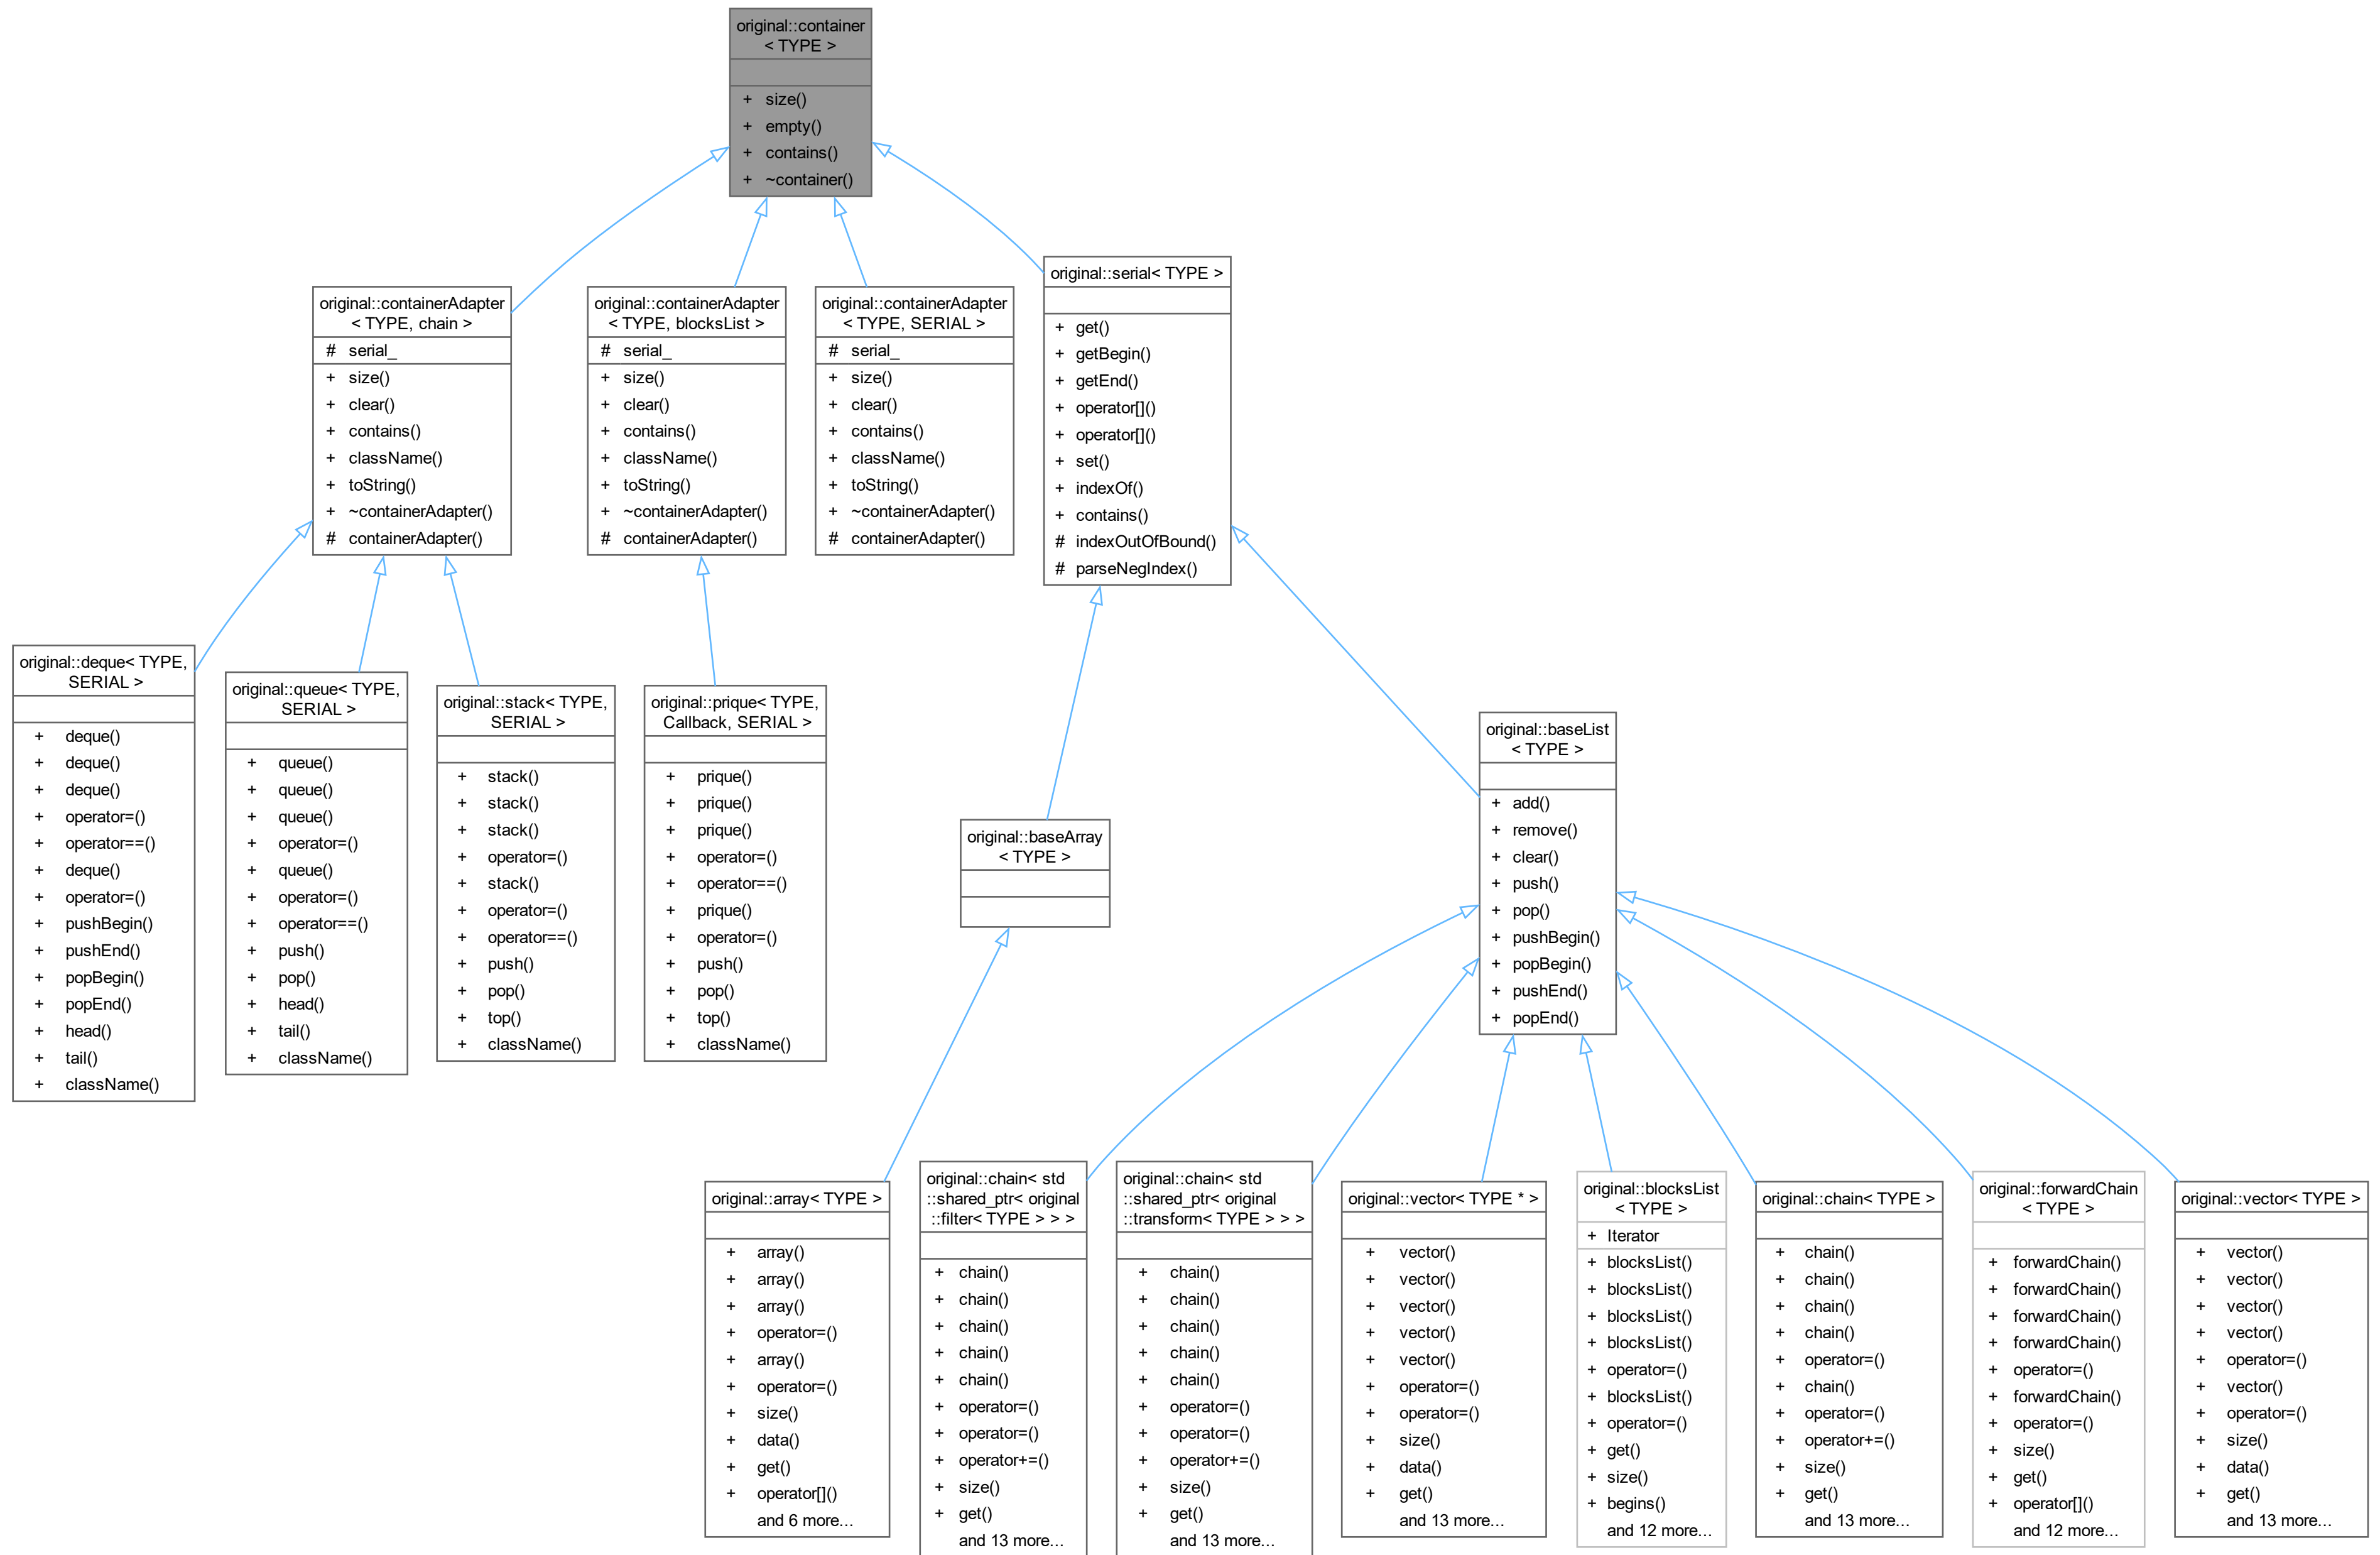 original::container
< TYPE >
+ size()
+ empty()
+ contains()
+ ~container()
original::containerAdapter
< TYPE, chain >
# serial_
+ size()
+ clear()
+ contains()
+ className()
+ toString()
+ ~containerAdapter()
# containerAdapter()
original::containerAdapter
< TYPE, blocksList >
# serial_
+ size()
+ clear()
+ contains()
+ className()
+ toString()
+ ~containerAdapter()
# containerAdapter()
original::containerAdapter
< TYPE, SERIAL >
# serial_
+ size()
+ clear()
+ contains()
+ className()
+ toString()
+ ~containerAdapter()
# containerAdapter()
original::serial< TYPE >
+ get()
+ getBegin()
+ getEnd()
+ operator[]()
+ operator[]()
+ set()
+ indexOf()
+ contains()
# indexOutOfBound()
# parseNegIndex()
original::deque< TYPE,
SERIAL >
+ deque()
+ deque()
+ deque()
+ operator=()
+ operator==()
+ deque()
+ operator=()
+ pushBegin()
+ pushEnd()
+ popBegin()
+ popEnd()
+ head()
+ tail()
+ className()
original::queue< TYPE,
SERIAL >
+ queue()
+ queue()
+ queue()
+ operator=()
+ queue()
+ operator=()
+ operator==()
+ push()
+ pop()
+ head()
+ tail()
+ className()
original::stack< TYPE,
SERIAL >
+ stack()
+ stack()
+ stack()
+ operator=()
+ stack()
+ operator=()
+ operator==()
+ push()
+ pop()
+ top()
+ className()
original::prique< TYPE,
Callback, SERIAL >
+ prique()
+ prique()
+ prique()
+ operator=()
+ operator==()
+ prique()
+ operator=()
+ push()
+ pop()
+ top()
+ className()
original::baseArray
< TYPE >
original::baseList
< TYPE >
+ add()
+ remove()
+ clear()
+ push()
+ pop()
+ pushBegin()
+ popBegin()
+ pushEnd()
+ popEnd()
original::array< TYPE >
+ array()
+ array()
+ array()
+ operator=()
+ array()
+ operator=()
+ size()
+ data()
+ get()
+ operator[]()
and 6 more...
original::chain< std
::shared_ptr< original
::filter< TYPE > > >
+ chain()
+ chain()
+ chain()
+ chain()
+ chain()
+ operator=()
+ operator=()
+ operator+=()
+ size()
+ get()
and 13 more...
original::chain< std
::shared_ptr< original
::transform< TYPE > > >
+ chain()
+ chain()
+ chain()
+ chain()
+ chain()
+ operator=()
+ operator=()
+ operator+=()
+ size()
+ get()
and 13 more...
original::vector< TYPE * >
+ vector()
+ vector()
+ vector()
+ vector()
+ vector()
+ operator=()
+ operator=()
+ size()
+ data()
+ get()
and 13 more...
original::blocksList
< TYPE >
+ Iterator
+ blocksList()
+ blocksList()
+ blocksList()
+ blocksList()
+ operator=()
+ blocksList()
+ operator=()
+ get()
+ size()
+ begins()
and 12 more...
original::chain< TYPE >
+ chain()
+ chain()
+ chain()
+ chain()
+ operator=()
+ chain()
+ operator=()
+ operator+=()
+ size()
+ get()
and 13 more...
original::forwardChain
< TYPE >
+ forwardChain()
+ forwardChain()
+ forwardChain()
+ forwardChain()
+ operator=()
+ forwardChain()
+ operator=()
+ size()
+ get()
+ operator[]()
and 12 more...
original::vector< TYPE >
+ vector()
+ vector()
+ vector()
+ vector()
+ operator=()
+ vector()
+ operator=()
+ size()
+ data()
+ get()
and 13 more...